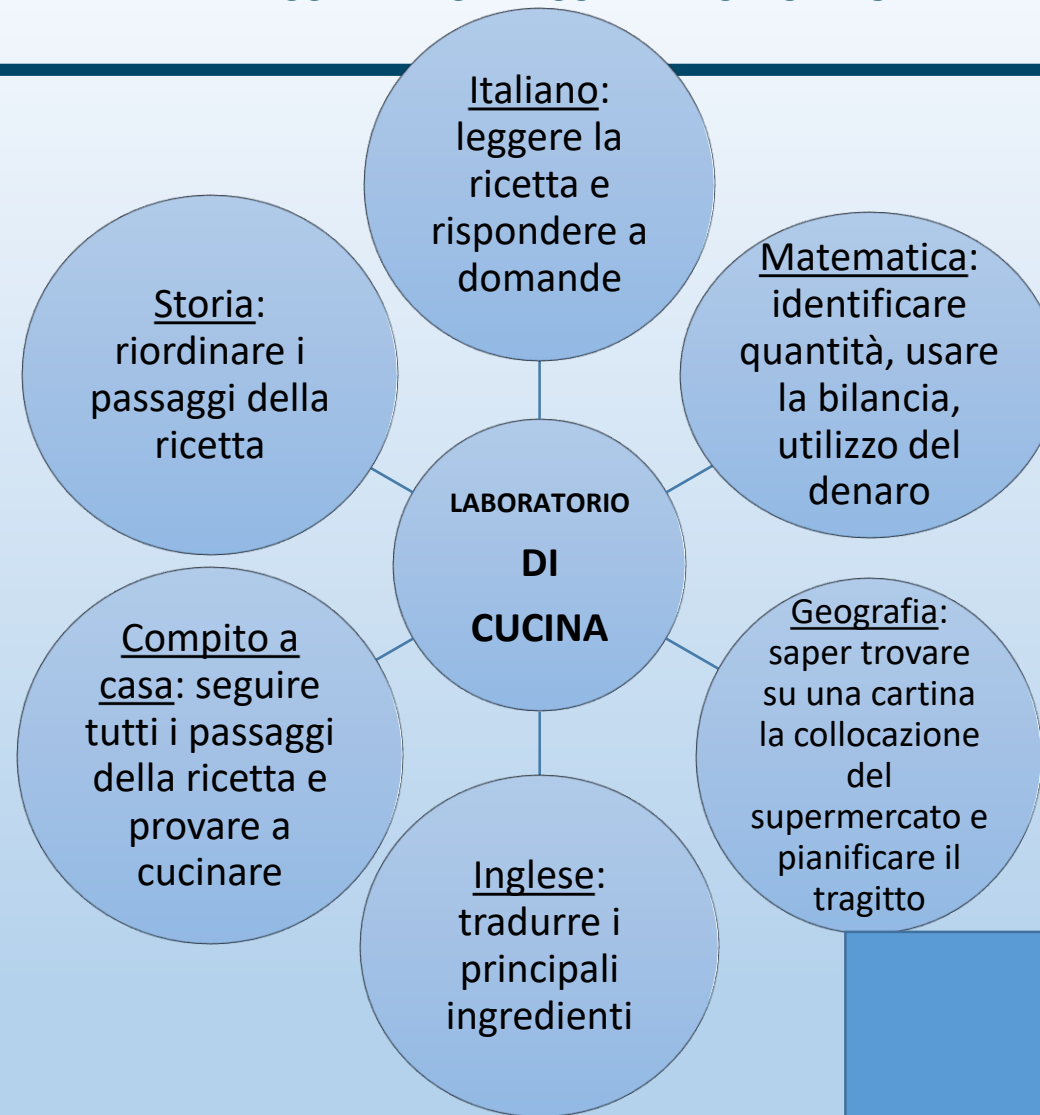 Italiano:
leggere la
ricetta e
rispondere a
domande
Matematica:
identificare
quantità, usare
la bilancia,
utilizzo del
denaro
Storia:
riordinare i
passaggi della
ricetta
LABORATORIO
DI
CUCINA
Geografia:
saper trovare
su una cartina
la collocazione
del
supermercato e
pianificare il
tragitto
Compito a
casa: seguire
tutti i passaggi
della ricetta e
provare a
cucinare
Inglese:
tradurre i
principali
ingredienti